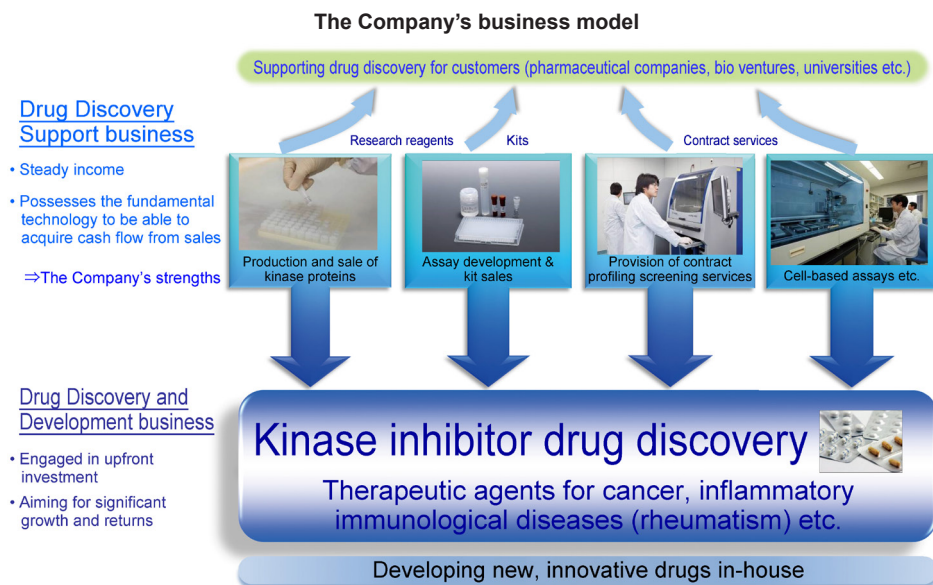 The Company’s business model
Supporting drug discovery for customers (pharmaceutical companies, bio ventures, universities etc.)
Drug Discovery
Support business
• Steady income
• Possesses the fundamental
technology to be able to
acquire cash flow from sales
⇒The Company’s strengths
Research reagents
Kits
Contract services
Production and sale of
kinase proteins
Assay development &
kit sales
Provision of contract
profiling screening services
Cell-based assays etc.
Drug Discovery and
Development business
• Engaged in upfront
investment
• Aiming for significant
growth and returns
Kinase inhibitor drug discovery
Therapeutic agents for cancer, inflammatory
immunological diseases (rheumatism) etc.
Developing new, innovative drugs in-house